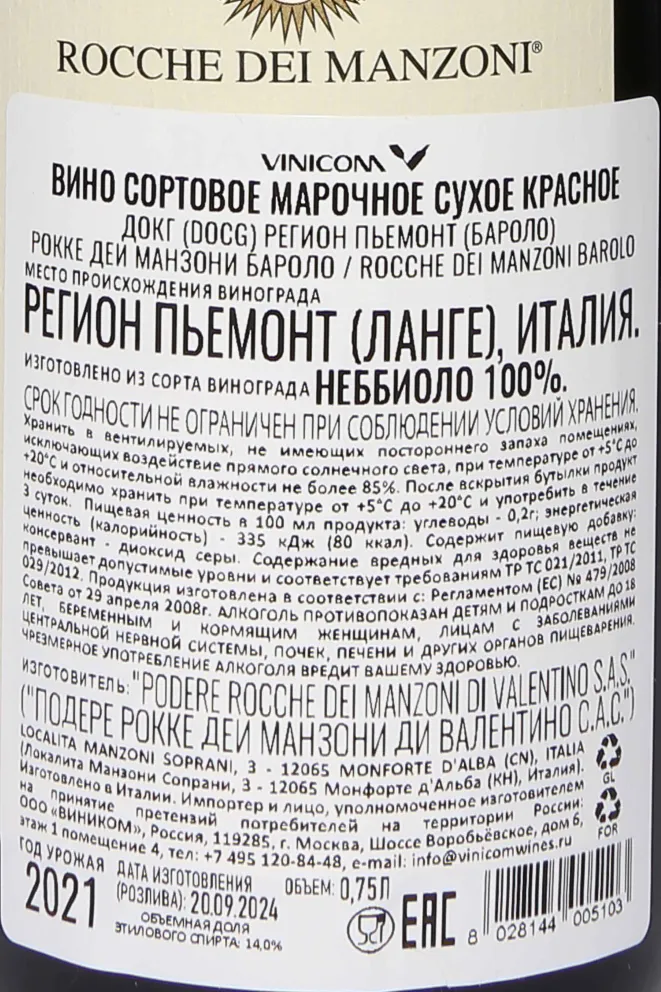 ROCCHE DEI MANZONI®
VINICOM
ВИНО СОРТОВОЕ МАРОЧНОЕ СУХОЕ КРАСНОЕ
ДОКГ (DOCG) РЕГИОН ПЬЕМОНТ (БАРОЛО)
РОККЕ ДЕИ МАНЗОНИ БАРОЛО / ROCCHE DEI MANZONI BAROLO
МЕСТО ПРОИСХОЖДЕНИЯ ВИНОГРАДА
РЕГИОН ПЬЕМОНТ (ЛАНГЕ), ИТАЛИЯ.
ИЗГОТОВЛЕНО ИЗ СОРТА ВИНОГРАДА НЕББИОЛО 100%.
СРОК ГОДНОСТИ НЕ ОГРАНИЧЕН ПРИ СОБЛЮДЕНИИ УСЛОВИЙ ХРАНЕНИЯ.
Хранить в вентилируемых, не имеющих постороннего запаха помещениях,
исключающих воздействие прямого солнечного света, при температуре от +5°С до
+20°С и относительной влажности не более 85%. После вскрытия бутылки продукт
необходимо хранить при температуре от +5°С до +20°С и употребить в течение
3 суток. Пищевая ценность в 100 мл продукта: углеводы - 0,2г; энергетическая
ценность (калорийность) - 335 кДж (80 ккал). Содержит пищевую добавку:
консервант - диоксид серы. Содержание вредных для здоровья веществ не
превышает допустимые уровни и соответствует требованиям ТР ТС 021/2011, ТР ТС
029/2012. Продукция изготовлена в соответствии с: Регламентом (ЕС) № 479/2008
Совета от 29 апреля 2008г. АЛКОГОЛЬ ПРОТИВОПОКАЗАН ДЕТЯМ И ПОДРОСТКАМ ДО 18
ЛЕТ, БЕРЕМЕННЫМ И КОРМЯЩИМ ЖЕНЩИНАМ, ЛИЦАМ С ЗАБОЛЕВАНИЯМИ
ЦЕНТРАЛЬНОЙ НЕРВНОЙ СИСТЕМЫ, ПОЧЕК, ПЕЧЕНИ И ДРУГИХ ОРГАНОВ ПИЩЕВАРЕНИЯ.
ЧРЕЗМЕРНОЕ УПОТРЕБЛЕНИЕ АЛКОГОЛЯ ВРЕДИТ ВАШЕМУ ЗДОРОВЬЮ.
ИЗГОТОВИТЕЛЬ: "PODERE ROCCHE DEI MANZONI DI VALENTINO S.A.S."
("ПОДЕРЕ РОККЕ ДЕИ МАНЗОНИ ДИ ВАЛЕНТИНО С.А.С.")
LOCALITA MANZONI SOPRANI, 3 - 12065 MONFORTE D'ALBA (CN), ITALIA
(Локалита Манзони Сопрани, 3 - 12065 Монфорте д'Альба (КН), Италия).
Изготовлено в Италии. Импортер и лицо, уполномоченное изготовителем
на принятие претензий потребителей на территории России:
ООО «ВИНИКОМ», Россия, 119285, г. Москва, Шоссе Воробьёвское, дом 6,
этаж 1 помещение 4, тел: +7 495 120-84-48, e-mail: info@vinicomwines.ru
GL
FOR
ГОД УРОЖАЯ
2021
ДАТА ИЗГОТОВЛЕНИЯ
(РОЗЛИВА): 20.09.2024
ОБЪЕМ: 0,75Л
ОБЪЕМНАЯ ДОЛЯ
ЭТИЛОВОГО СПИРТА: 14,0%
EAC
8 028144 005103